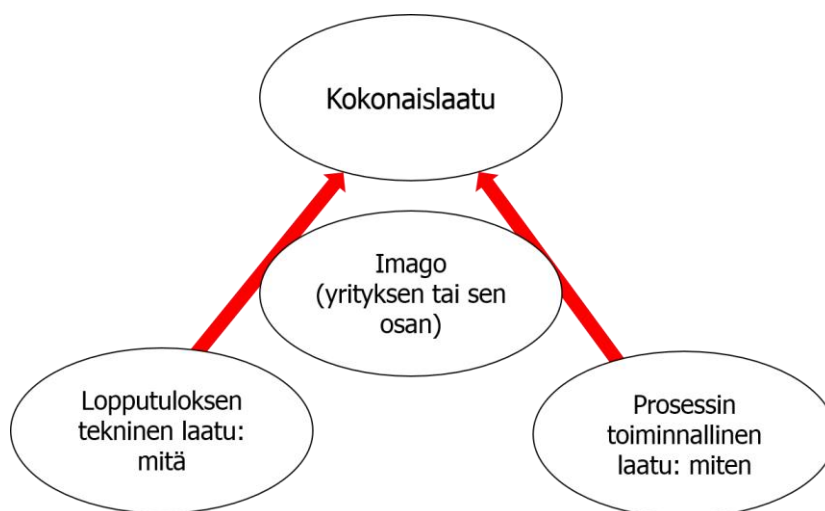 Kokonaislaatu
Imago
(yrityksen tai sen
osan)
Lopputuloksen
tekninen laatu:
mitä
Prosessin
toiminnallinen
laatu: miten